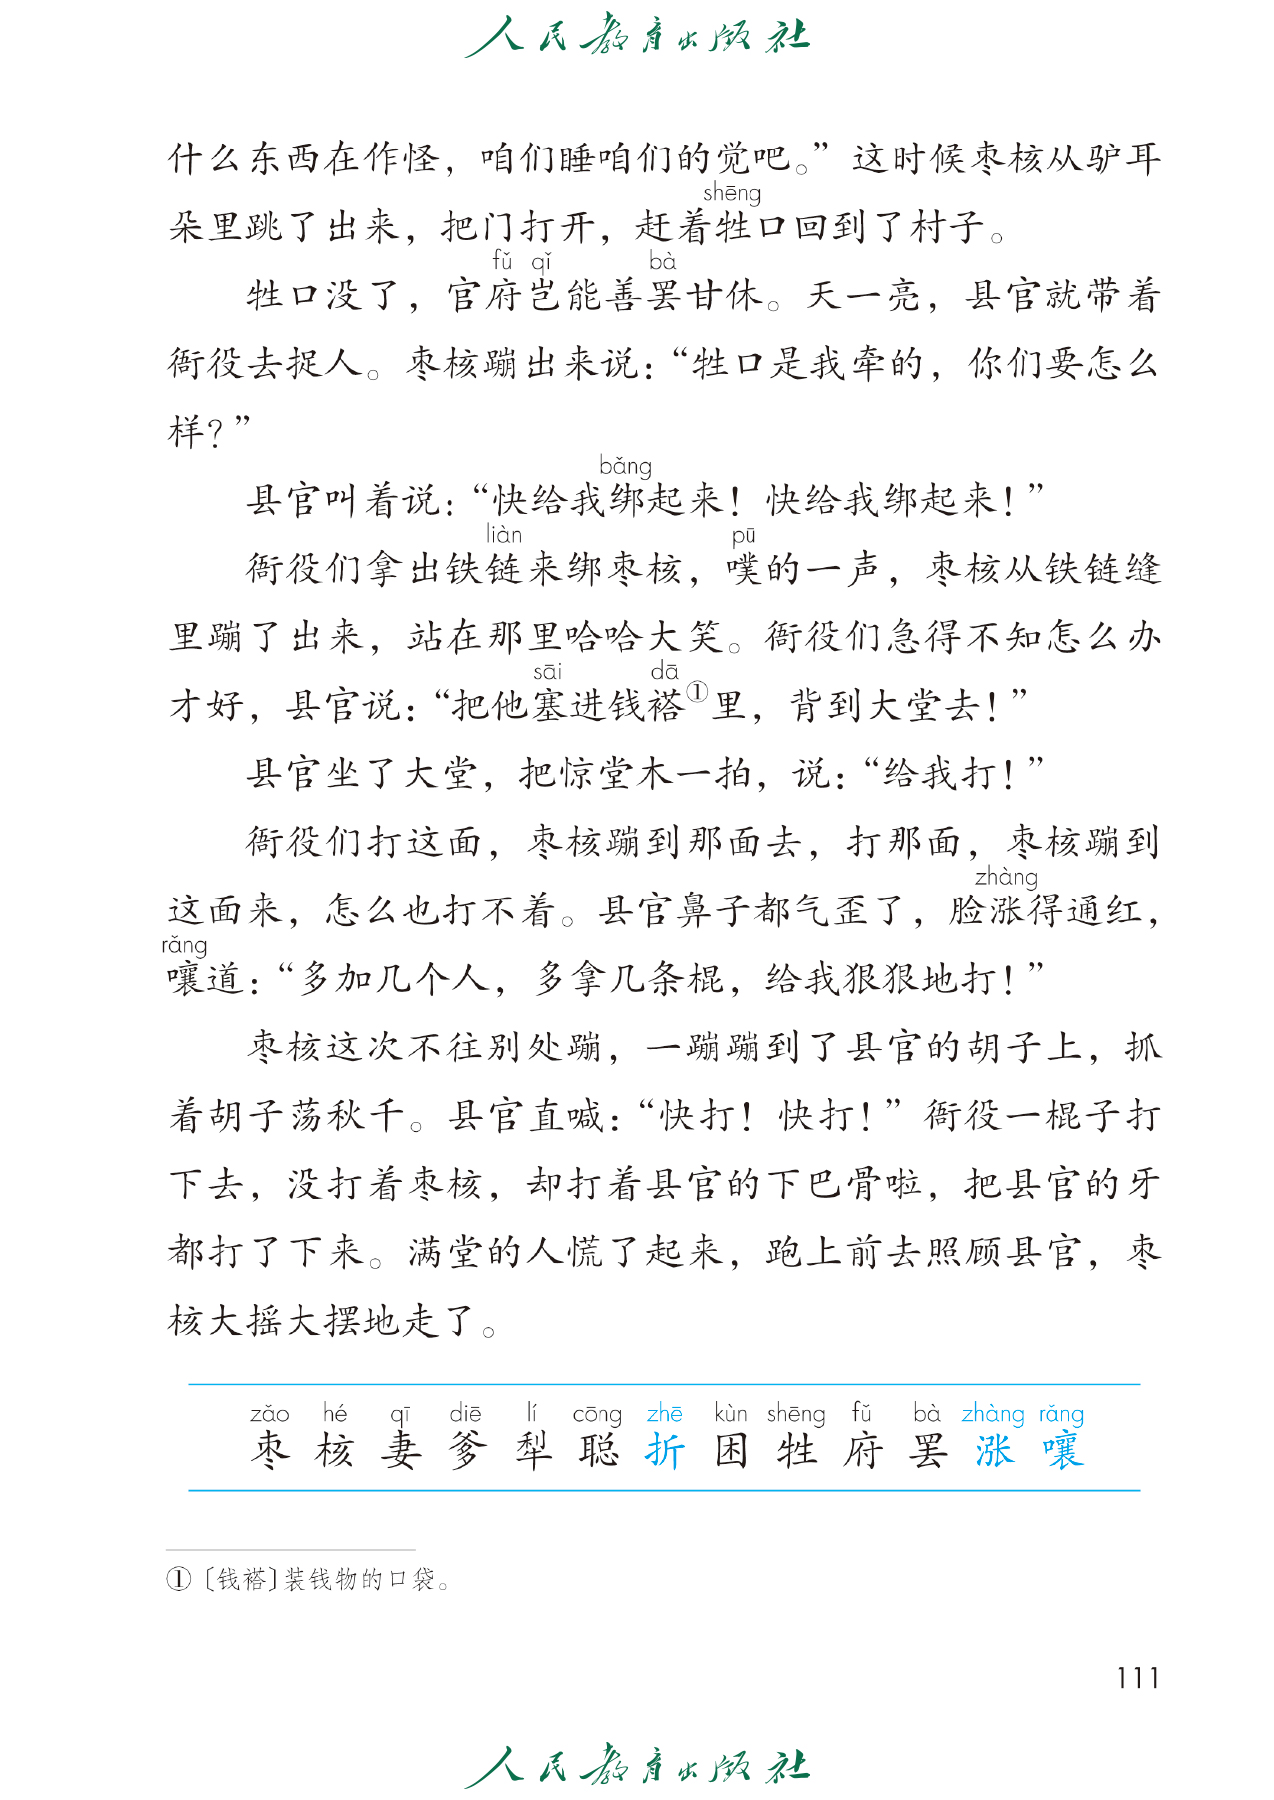 人民教育出版社
什么东西在作怪，咱们睡咱们的觉吧。”这时候枣核从驴耳
shēng
朵里跳了出来，把门打开，赶着牲口回到了村子。
fǔ qǐ bà
牲口没了，官府岂能善罢甘休。天一亮，县官就带着
衙役去捉人。枣核蹦出来说：“牲口是我牵的，你们要怎么
样？”
bǎng
县官叫着说：“快给我绑起来！快给我绑起来！”
liàn pū
衙役们拿出铁链来绑枣核，噗的一声，枣核从铁链缝
里蹦了出来，站在那里哈哈大笑。衙役们急得不知怎么办
sāi dā
才好，县官说：“把他塞进钱褡①里，背到大堂去！”
县官坐了大堂，把惊堂木一拍，说：“给我打！”
衙役们打这面，枣核蹦到那面去，打那面，枣核蹦到
zhàng
这面来，怎么也打不着。县官鼻子都气歪了，脸涨得通红，
rǎng
嚷道：“多加几个人，多拿几条棍，给我狠狠地打！”
枣核这次不往别处蹦，一蹦蹦到了县官的胡子上，抓
着胡子荡秋千。县官直喊：“快打！快打！”衙役一棍子打
下去，没打着枣核，却打着县官的下巴骨啦，把县官的牙
都打了下来。满堂的人慌了起来，跑上前去照顾县官，枣
核大摇大摆地走了。
zǎo hé qī diē lí cōng zhē kùn shēng fǔ bà zhàng rǎng
枣 核 妻 爹 犁 聪 折 困 牲 府 罢 涨 嚷
①〔钱褡〕装钱物的口袋。
111
人民教育出版社